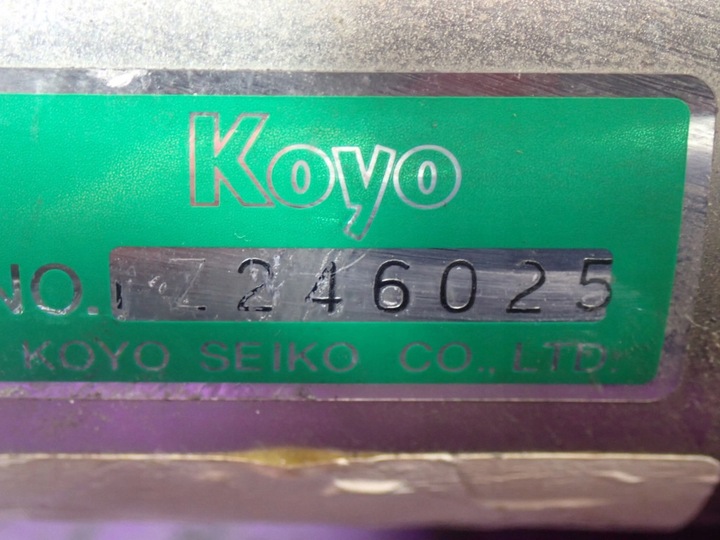 Koyo
NO. 246025
KOYO SEIKO CO., LTD.